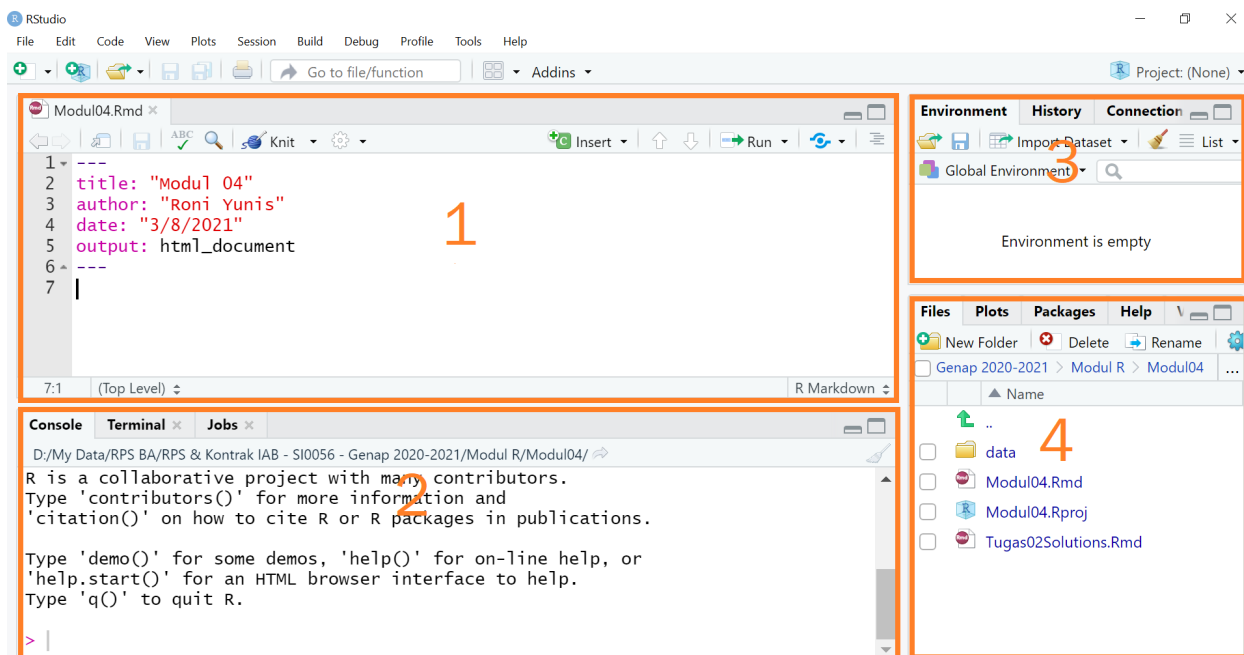 RStudio
File Edit Code View Plots Session Build Debug Profile Tools Help
Go to file/function Addins Project: (None)
Modul04.Rmd
ABC Knit Insert Run
1 ---
2 title: "Modul 04"
3 author: "Roni Yunis"
4 date: "3/8/2021"
5 output: html_document
6 ---
7
1
7:1 (Top Level) R Markdown
Console Terminal Jobs
D:/My Data/RPS BA/RPS & Kontrak IAB - SI0056 - Genap 2020-2021/Modul R/Modul04/
R is a collaborative project with many contributors.
Type 'contributors()' for more information and
'citation()' on how to cite R or R packages in publications.
2
Type 'demo()' for some demos, 'help()' for on-line help, or
'help.start()' for an HTML browser interface to help.
Type 'q()' to quit R.
>
Environment History Connection
Import Dataset List
Global Environment
3
Environment is empty
Files Plots Packages Help
New Folder Delete Rename
Genap 2020-2021 > Modul R > Modul04 ...
Name
..
data
4
Modul04.Rmd
Modul04.Rproj
Tugas02Solutions.Rmd